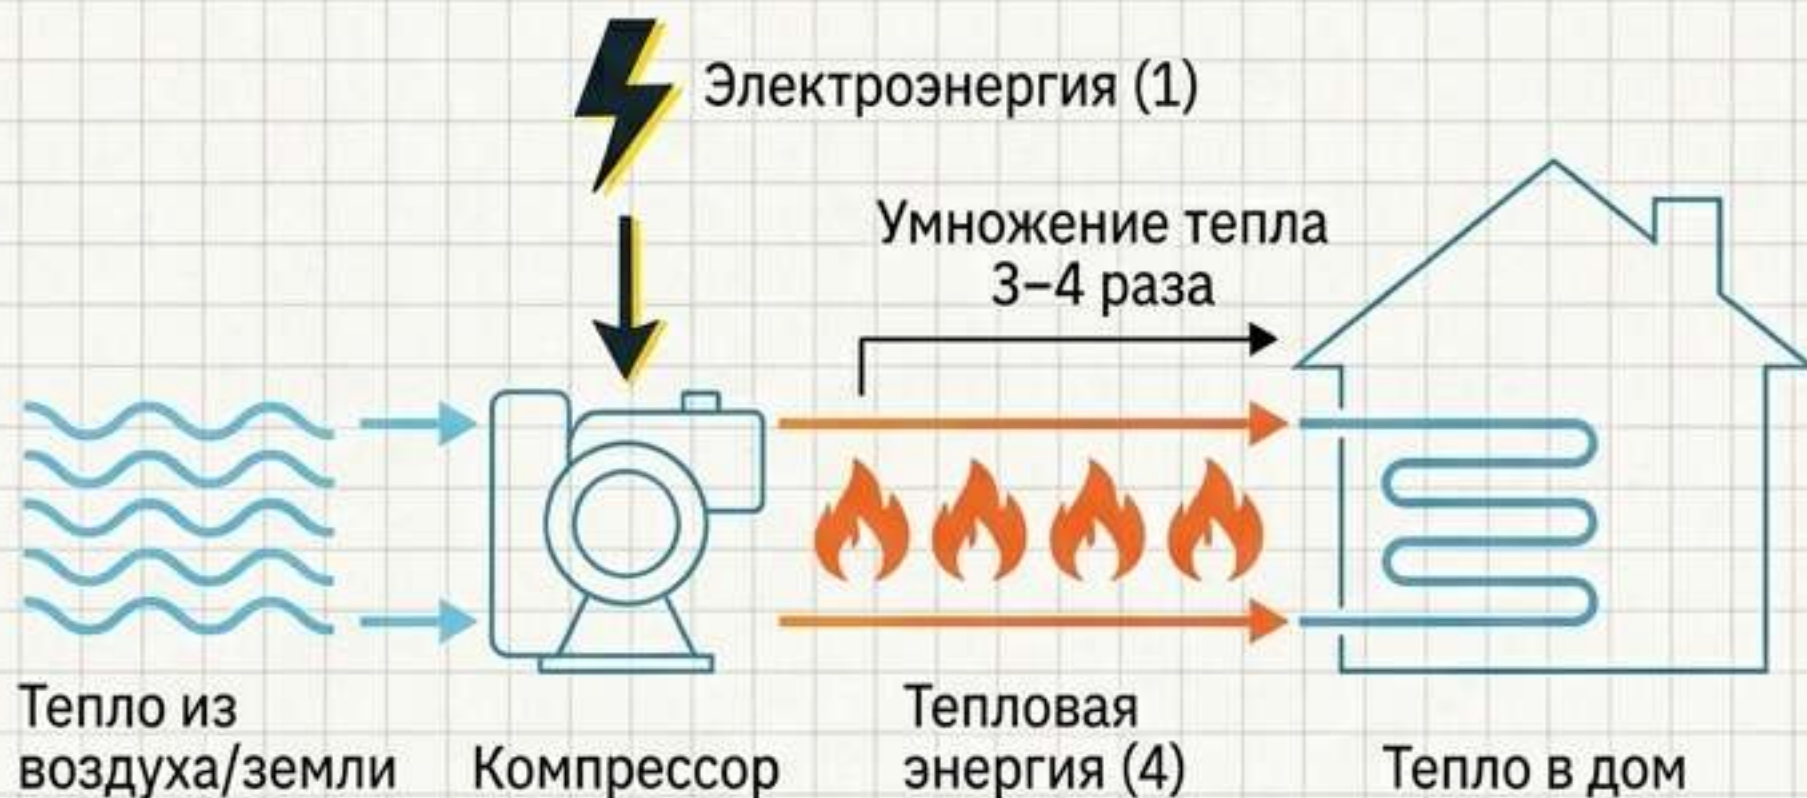 Электроэнергия (1)
Умножение тепла
3–4 раза
Тепло из
воздуха/земли
Компрессор
Тепловая
энергия (4)
Тепло в дом